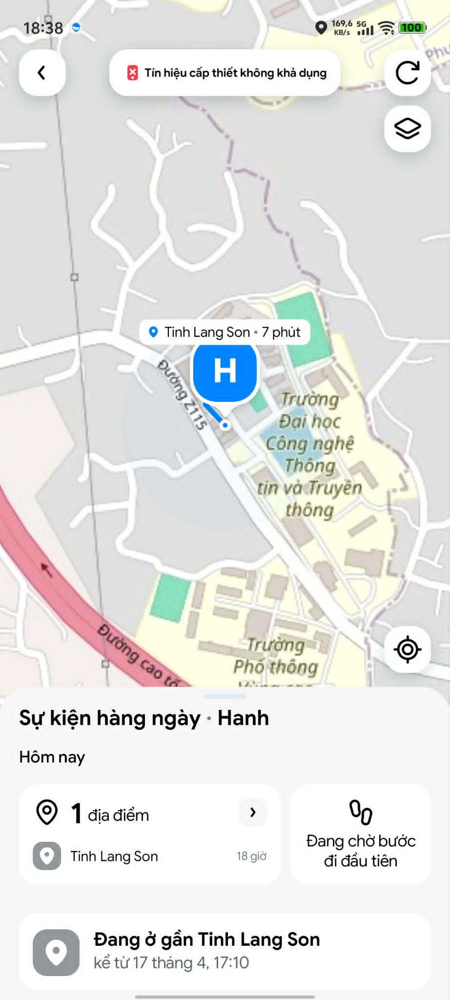 18:38
169,6
KB/s
5G
100
Phu
Tín hiệu cấp thiết không khả dụng
Tinh Lang Son • 7 phút
H
Đường Z115
Trường
Đại học
Công nghệ
Thông
tin và Truyền
thông
Đường cao tố
Trường
Phổ thông
Sự kiện hàng ngày · Hanh
Hôm nay
1 địa điểm
Tinh Lang Son
18 giờ
Đang chờ bước
đi đầu tiên
Đang ở gần Tinh Lang Son
kể từ 17 tháng 4, 17:10